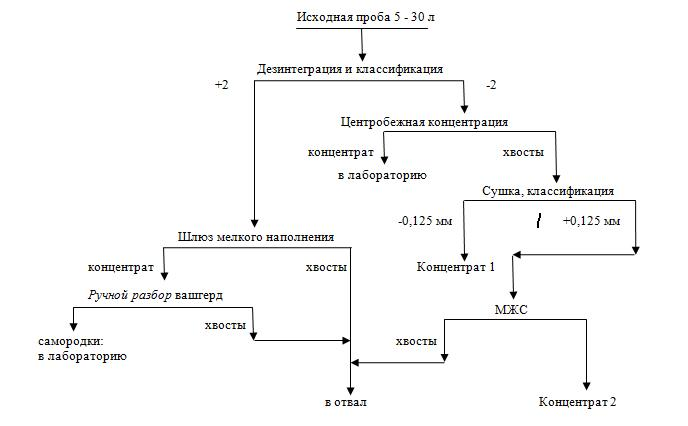 Исходная проба 5 - 30 л
Дезинтеграция и классификация
+2
-2
Центробежная концентрация
концентрат
хвосты
в лабораторию
Сушка, классификация
-0,125 мм
+0,125 мм
Шлюз мелкого наполнения
концентрат
хвосты
Концентрат 1
Ручной разбор вашгерд
МЖС
хвосты
хвосты
самородки:
в лабораторию
в отвал
Концентрат 2